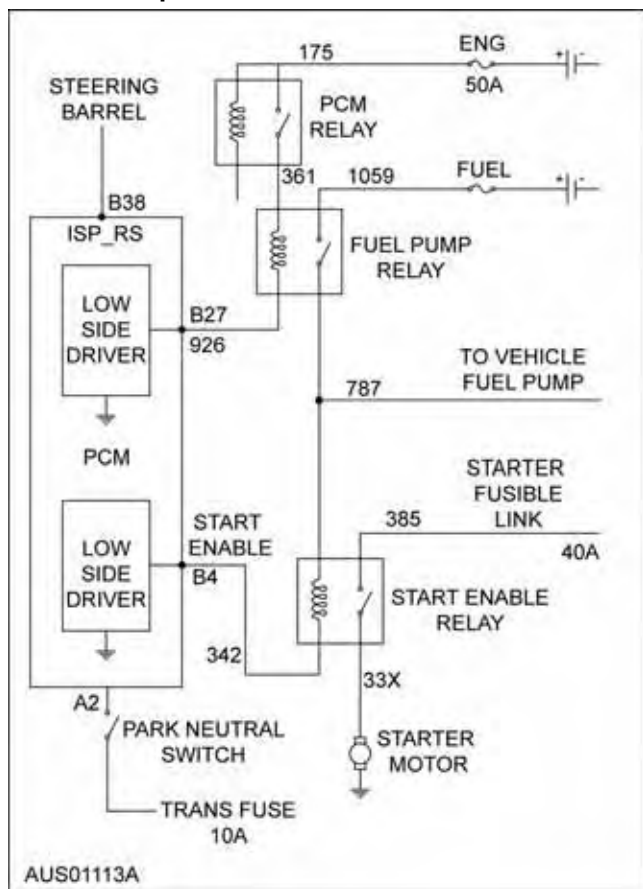 175
ENG
+ -
50A
STEERING
BARREL
PCM
RELAY
361
1059
FUEL
+ -
B38
ISP_RS
FUEL PUMP
RELAY
LOW
SIDE
DRIVER
B27
926
TO VEHICLE
FUEL PUMP
787
PCM
STARTER
FUSIBLE
LINK
START
ENABLE
385
40A
LOW
SIDE
DRIVER
B4
START ENABLE
RELAY
342
33X
A2
PARK NEUTRAL
SWITCH
STARTER
MOTOR
TRANS FUSE
10A
AUS01113A